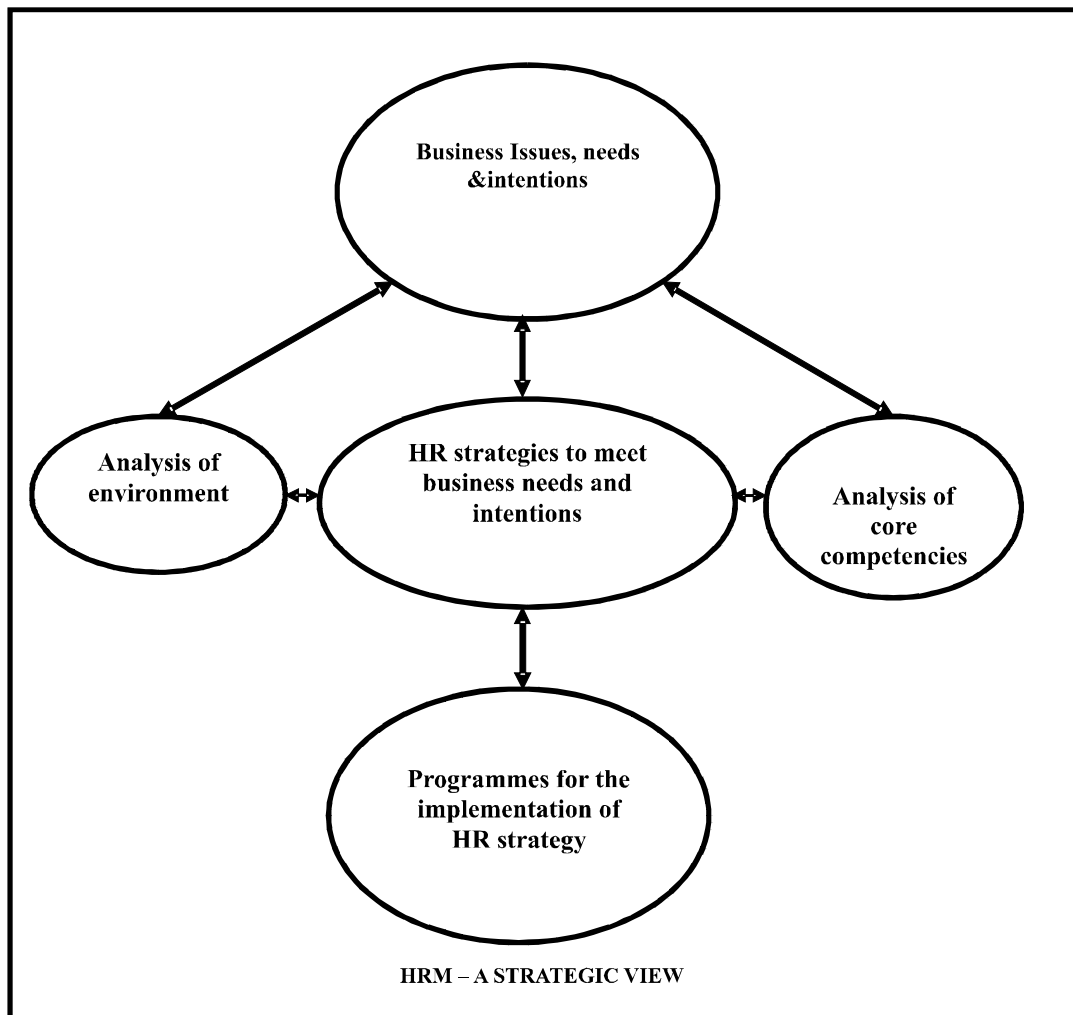 Business Issues, needs
&intentions
Analysis of
environment
HR strategies to meet
business needs and
intentions
Analysis of
core
competencies
Programmes for the
implementation of
HR strategy
HRM – A STRATEGIC VIEW